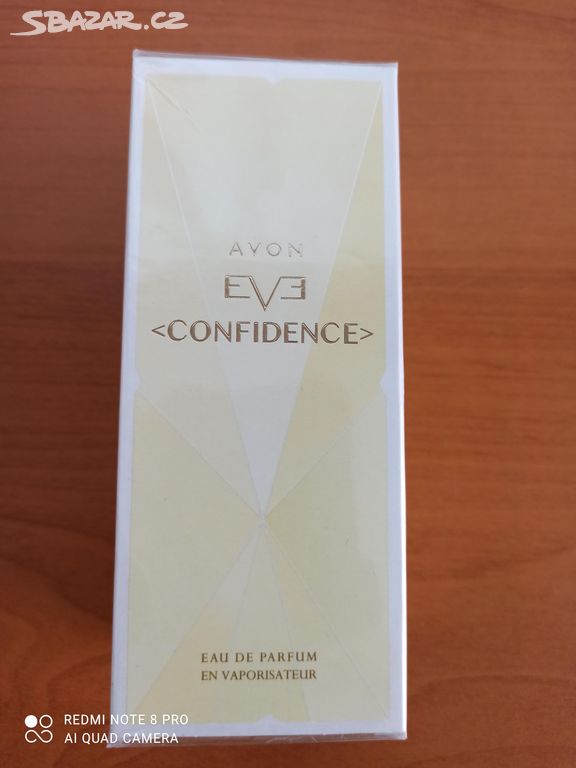 SBAZAR.CZ
AVON
EVE
<CONFIDENCE>
EAU DE PARFUM
EN VAPORISATEUR
REDMI NOTE 8 PRO
AI QUAD CAMERA